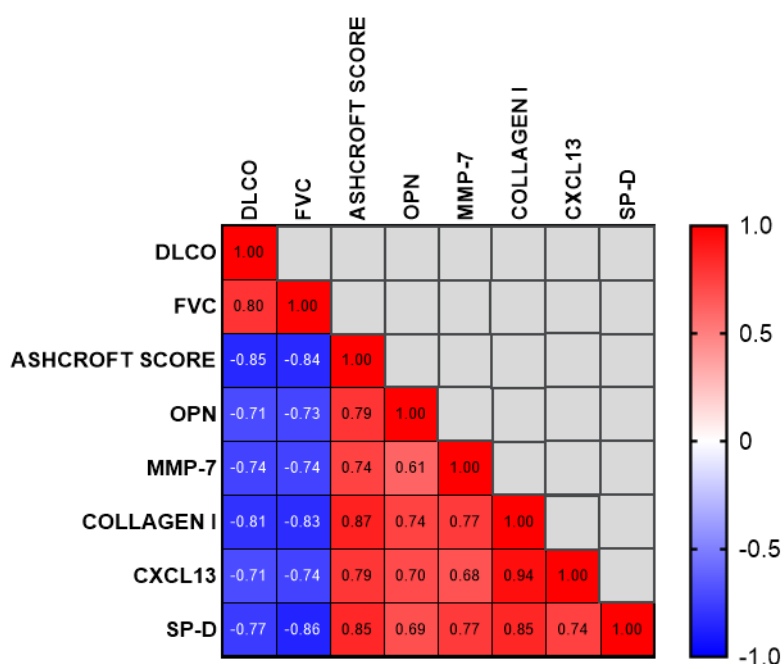 DLCO
FVC
ASHCROFT SCORE
OPN
MMP-7
COLLAGEN I
CXCL13
SP-D
DLCO 1.00
FVC 0.80 1.00
ASHCROFT SCORE -0.85 -0.84 1.00
OPN -0.71 -0.73 0.79 1.00
MMP-7 -0.74 -0.74 0.74 0.61 1.00
COLLAGEN I -0.81 -0.83 0.87 0.74 0.77 1.00
CXCL13 -0.71 -0.74 0.79 0.70 0.68 0.94 1.00
SP-D -0.77 -0.86 0.85 0.69 0.77 0.85 0.74 1.00
1.0
0.5
0
-0.5
-1.0